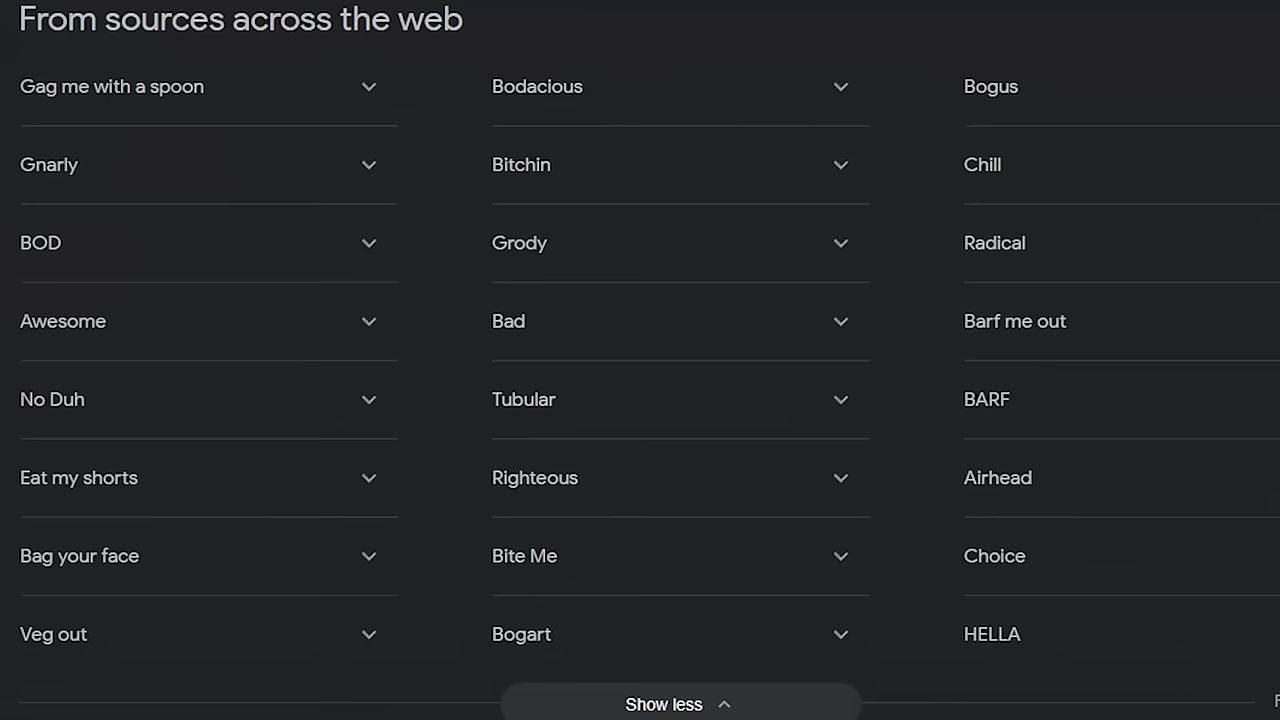 From sources across the web
Gag me with a spoon
Bodacious
Bogus
Gnarly
Bitchin
Chill
BOD
Grody
Radical
Awesome
Bad
Barf me out
No Duh
Tubular
BARF
Eat my shorts
Righteous
Airhead
Bag your face
Bite Me
Choice
Veg out
Bogart
HELLA
Show less